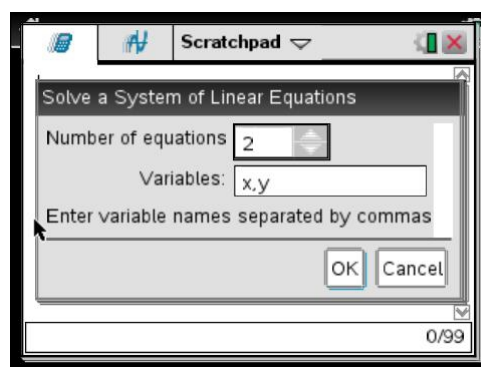 Scratchpad
Solve a System of Linear Equations
Number of equations 2
Variables: x,y
Enter variable names separated by commas
OK Cancel
0/99